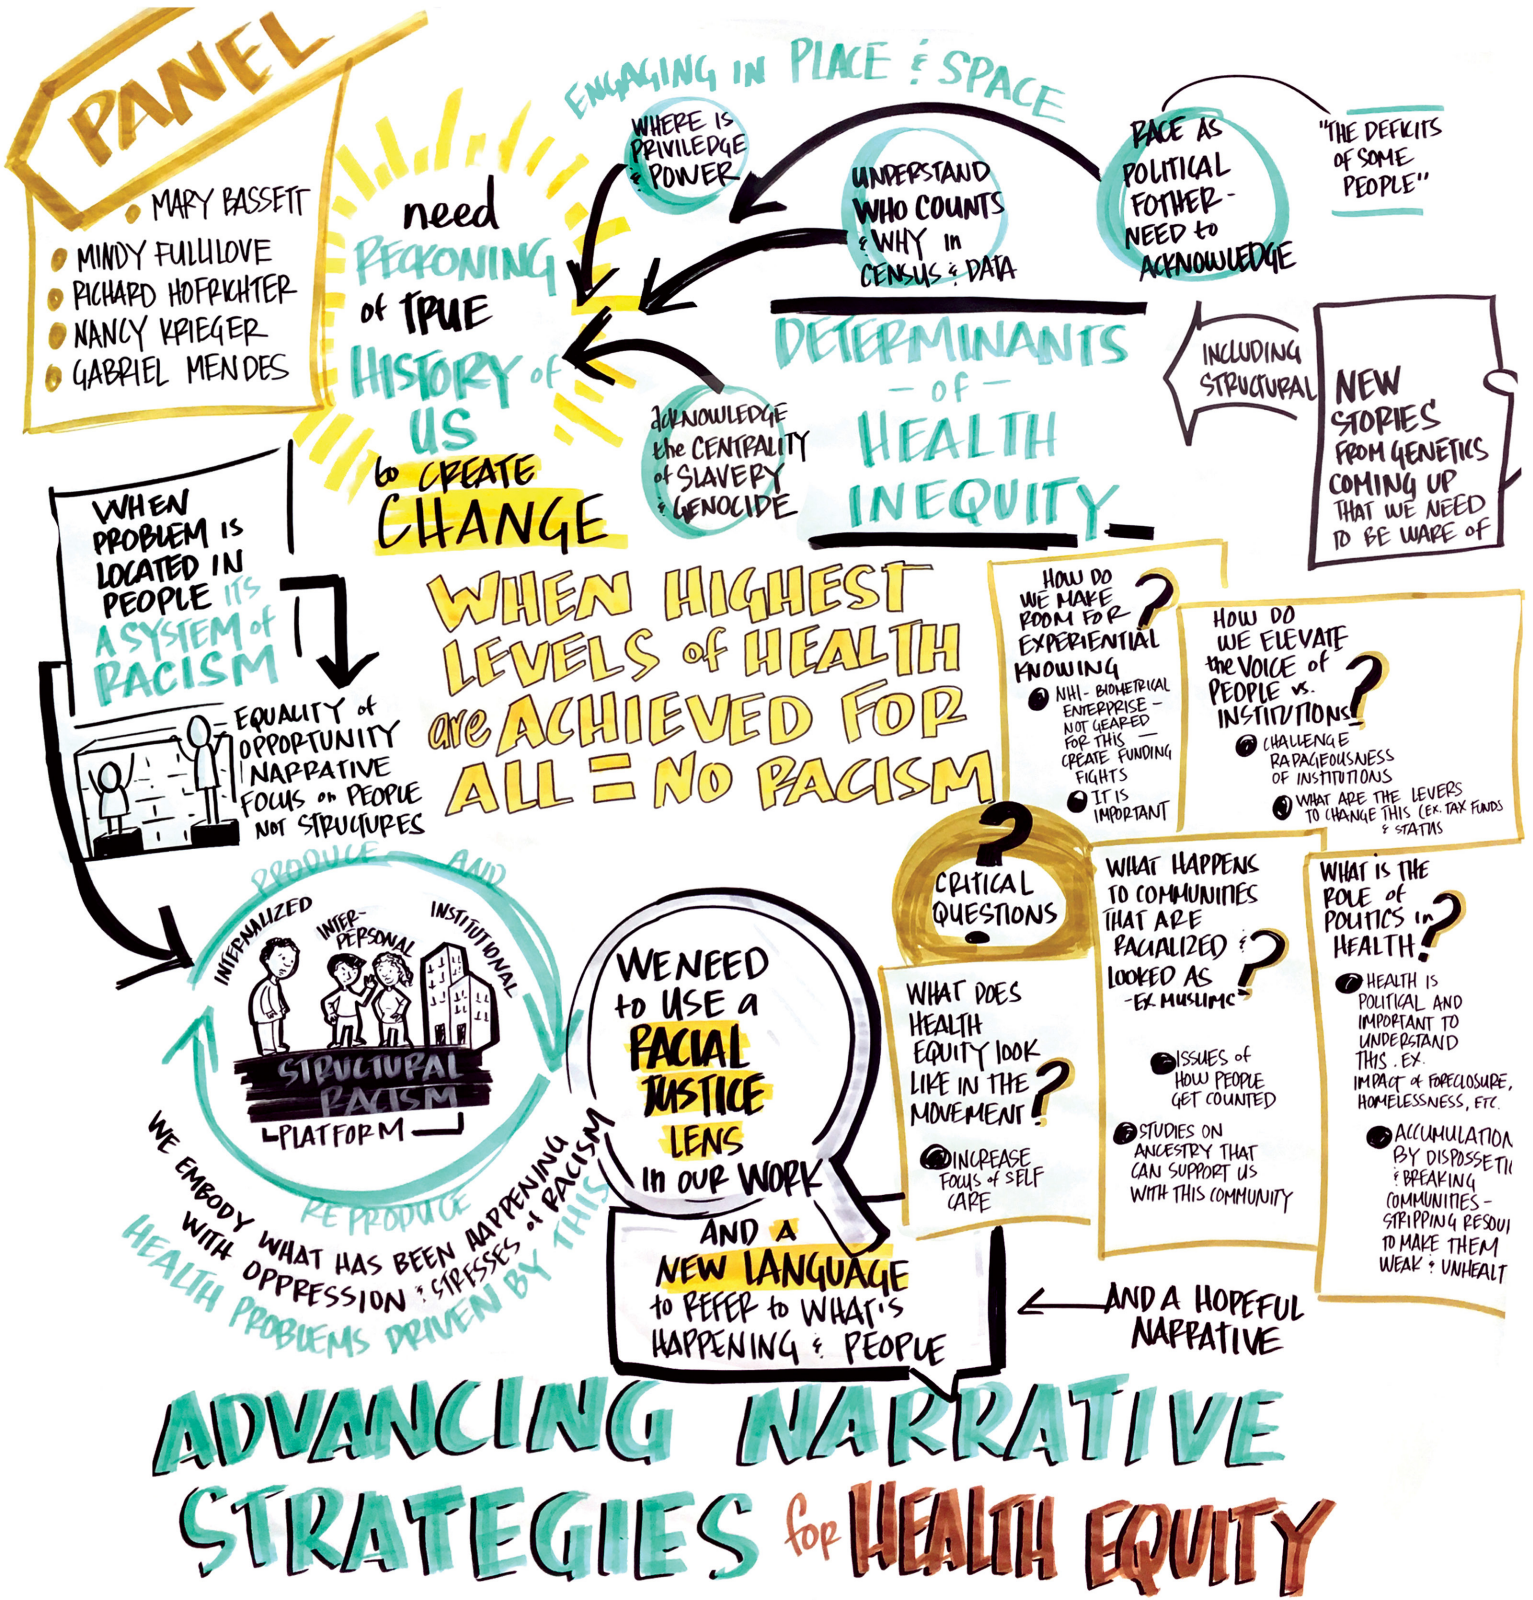 PANEL
MARY BASSETT
MINDY FULLILOVE
RICHARD HOFRICHTER
NANCY KRIEGER
GABRIEL MENDES
need
RECKONING
of TRUE
HISTORY of
US
to CREATE
CHANGE
ENGAGING IN PLACE & SPACE
WHERE IS
PRIVILEDGE
& POWER
UNDERSTAND
WHO COUNTS
& WHY in
CENSUS & DATA
RACE AS
POLITICAL
FOTHER-
NEED to
ACKNOWLEDGE
"THE DEFICITS
OF SOME
PEOPLE"
acKNOWLEDGE
the CENTRALITY
of SLAVERY
& GENOCIDE
DETERMINANTS
- of -
HEALTH
INEQUITY
INCLUDING
STRUCTURAL
NEW
STORIES
FROM GENETICS
COMING UP
THAT WE NEED
TO BE WARE OF
WHEN
PROBLEM IS
LOCATED IN
PEOPLE ITS
A SYSTEM of
RACISM
EQUALITY of
OPPORTUNITY
NARRATIVE
FOCUS on PEOPLE
NOT STRUCTURES
WHEN HIGHEST
LEVELS of HEALTH
are ACHIEVED FOR
ALL = NO RACISM
HOW DO
WE MAKE
ROOM FOR
EXPERIENTIAL
KNOWING ?
NHI - BIOMETRICAL
ENTERPRISE -
NOT GEARED
FOR THIS -
CREATE FUNDING
FIGHTS
IT IS
IMPORTANT
HOW DO
WE ELEVATE
the VOICE of
PEOPLE vs.
INSTITUTIONS ?
CHALLENGE
RAPAGEOUSNESS
OF INSTITUTIONS
WHAT ARE THE LEVERS
TO CHANGE THIS (EX. TAX FUNDS
& STATUS
?
CRITICAL
QUESTIONS
WHAT DOES
HEALTH
EQUITY LOOK
LIKE IN THE
MOVEMENT ?
INCREASE
FOCUS of SELF
CARE
WHAT HAPPENS
TO COMMUNITIES
THAT ARE
RACIALIZED &
LOOKED AS ?
- EX MUSLIMS
ISSUES of
HOW PEOPLE
GET COUNTED
STUDIES ON
ANCESTRY THAT
CAN SUPPORT US
WITH THIS COMMUNITY
WHAT IS THE
ROLE of
POLITICS in
HEALTH ?
HEALTH IS
POLITICAL AND
IMPORTANT TO
UNDERSTAND
THIS. EX.
IMPACT of FORECLOSURE,
HOMELESSNESS, ETC.
ACCUMULATION
BY DISPOSSETI
& BREAKING
COMMUNITIES -
STRIPPING RESOU
TO MAKE THEM
WEAK & UNHEALT
PRODUCE AND
INTERNALIZED
INTER-
PERSONAL
INSTITUTIONAL
STRUCTURAL
RACISM
PLATFORM
REPRODUCE
WE EMBODY WHAT HAS BEEN HAPPENING
WITH OPPRESSION & STRESSES of RACISM
HEALTH PROBLEMS DRIVEN BY THIS
WE NEED
to USE a
RACIAL
JUSTICE
LENS
in OUR WORK
AND A
NEW LANGUAGE
to REFER to WHAT'S
HAPPENING & PEOPLE
AND A HOPEFUL
NARRATIVE
ADVANCING NARRATIVE
STRATEGIES for HEALTH EQUITY